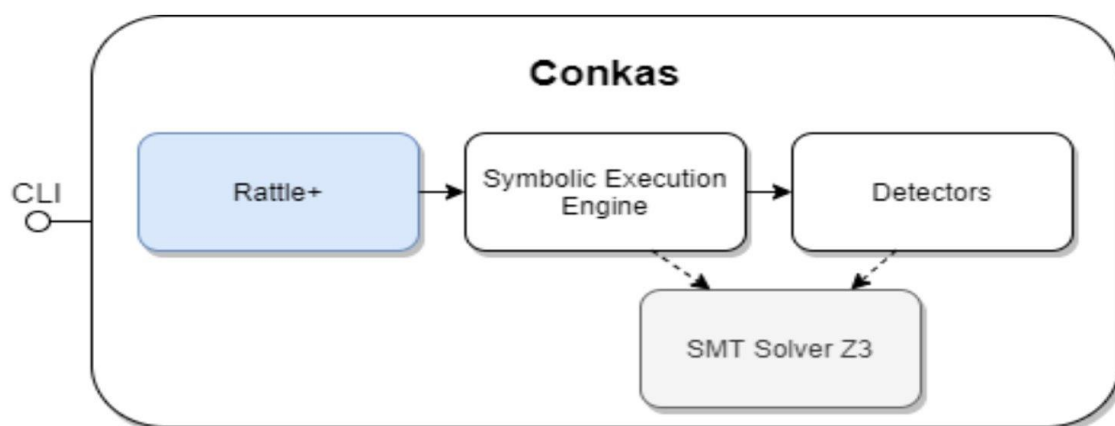 Conkas
CLI
Rattle+
Symbolic Execution
Engine
Detectors
SMT Solver Z3